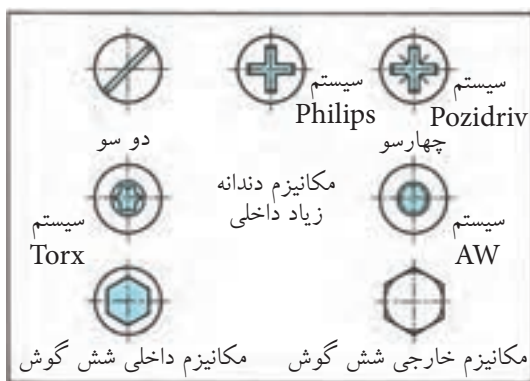 سیستم
Pozidriv
سیستم
Philips
چهارسو
دو سو
مکانیزم دندانه
زیاد داخلی
سیستم
AW
سیستم
Torx
مکانیزم خارجی شش گوش
مکانیزم داخلی شش گوش